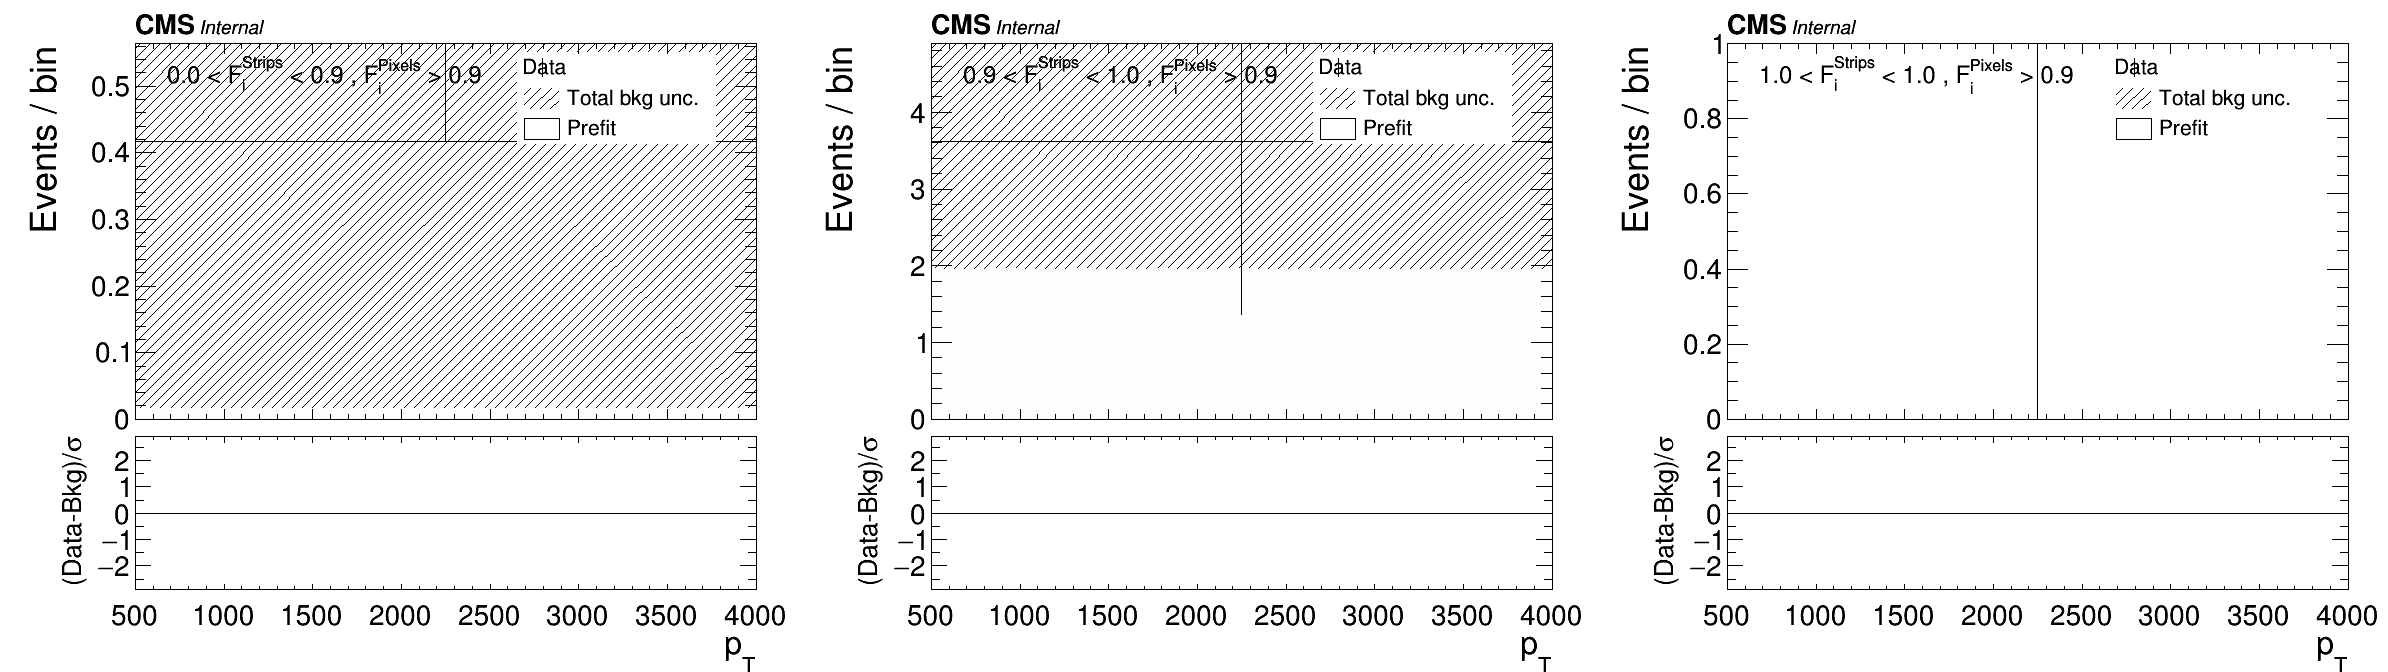 CMS Internal
Events / bin
0.0 < F_i^Strips < 0.9 , F_i^Pixels > 0.9
Data
Total bkg unc.
Prefit
0.5
0.4
0.3
0.2
0.1
0
(Data-Bkg)/σ
2
1
0
−1
−2
500 1000 1500 2000 2500 3000 3500 4000
p_T
CMS Internal
Events / bin
0.9 < F_i^Strips < 1.0 , F_i^Pixels > 0.9
Data
Total bkg unc.
Prefit
4
3
2
1
0
(Data-Bkg)/σ
2
1
0
−1
−2
500 1000 1500 2000 2500 3000 3500 4000
p_T
CMS Internal
Events / bin
1.0 < F_i^Strips < 1.0 , F_i^Pixels > 0.9
Data
Total bkg unc.
Prefit
1
0.8
0.6
0.4
0.2
0
(Data-Bkg)/σ
2
1
0
−1
−2
500 1000 1500 2000 2500 3000 3500 4000
p_T